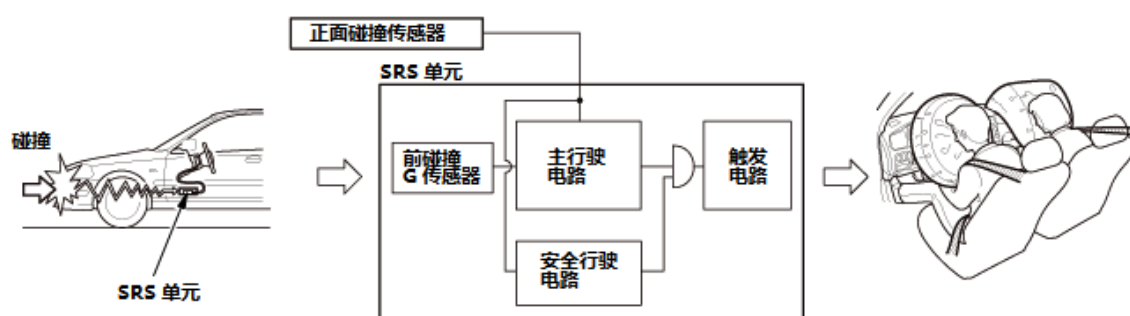 正面碰撞传感器
SRS 单元
碰撞
前碰撞
G 传感器
主行驶
电路
触发
电路
安全行驶
电路
SRS 单元